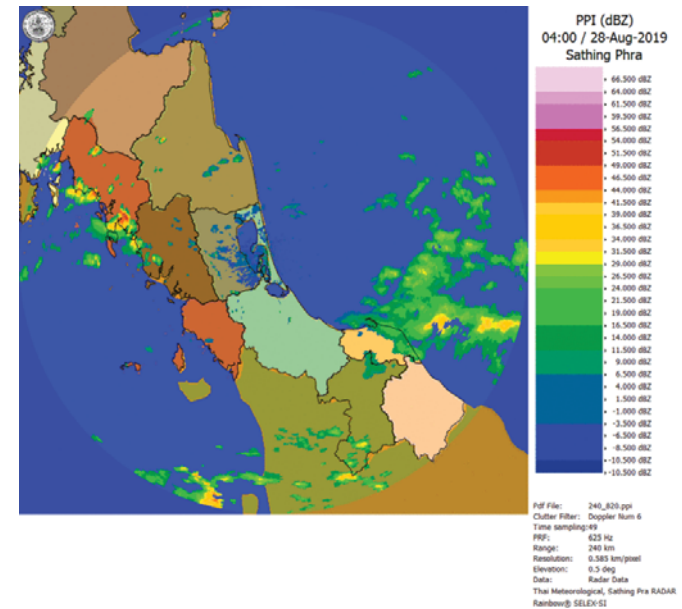 PPI (dBZ)
04:00 / 28-Aug-2019
Sathing Phra
66.500 dBZ
64.000 dBZ
61.500 dBZ
59.500 dBZ
56.500 dBZ
54.000 dBZ
51.500 dBZ
49.000 dBZ
46.500 dBZ
44.000 dBZ
41.500 dBZ
39.000 dBZ
36.500 dBZ
34.000 dBZ
31.500 dBZ
29.000 dBZ
26.500 dBZ
24.000 dBZ
21.500 dBZ
19.000 dBZ
16.500 dBZ
14.000 dBZ
11.500 dBZ
9.000 dBZ
6.500 dBZ
4.000 dBZ
1.500 dBZ
-1.000 dBZ
-3.500 dBZ
-6.500 dBZ
-8.500 dBZ
-10.500 dBZ
-10.500 dBZ
Pdf File: 240_820.ppi
Clutter Filter: Doppler Num 6
Time sampling:49
PRF: 625 Hz
Range: 240 km
Resolution: 0.585 km/pixel
Elevation: 0.5 deg
Data: Radar Data
Thai Meteorological, Sathing Pra RADAR
Rainbow® SELEX-SI